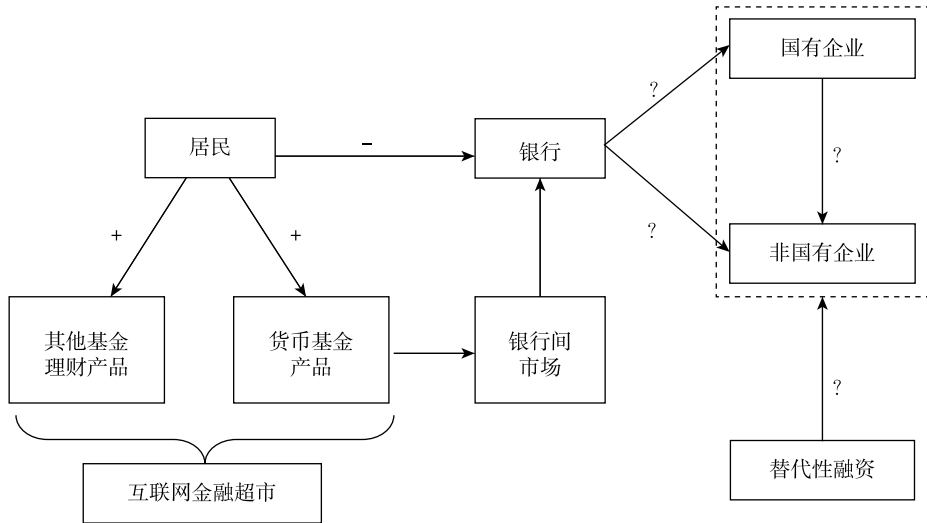 国有企业
?
居民
－
银行
?
?
非国有企业
+
+
其他基金
理财产品
货币基金
产品
银行间
市场
?
替代性融资
互联网金融超市